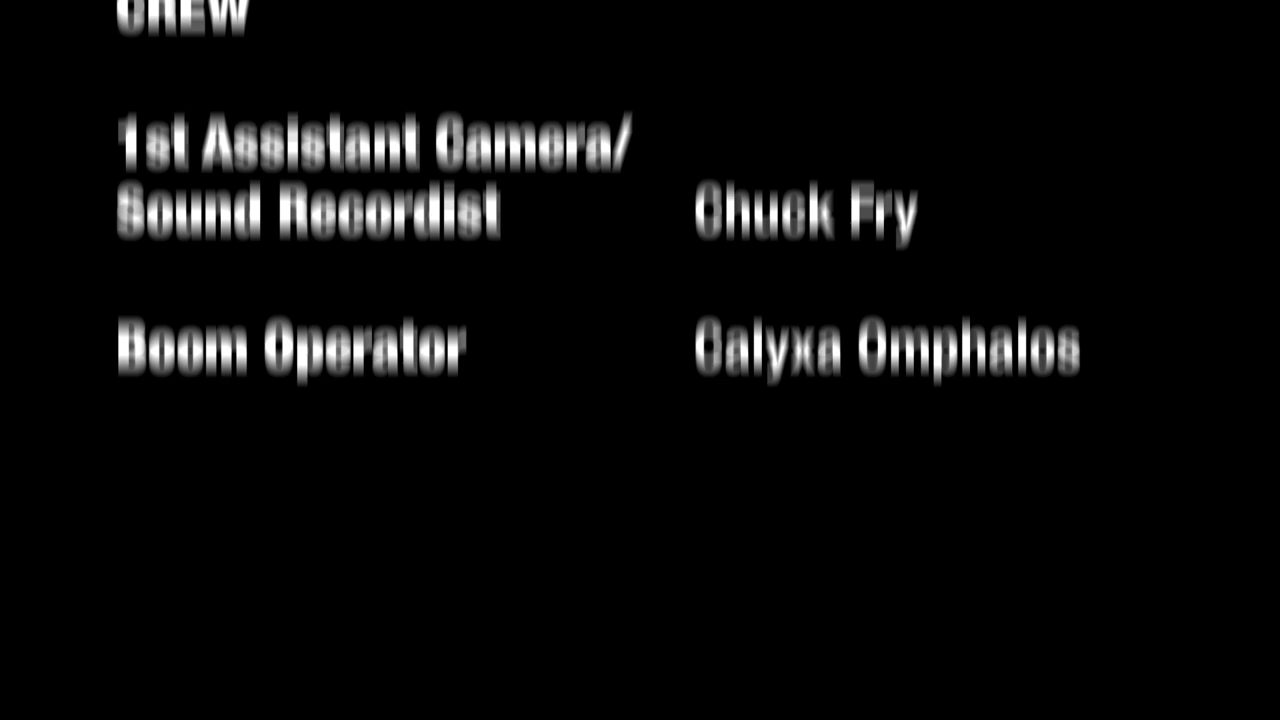 CREW
1st Assistant Camera/
Sound Recordist Chuck Fry
Boom Operator Calyxa Omphalos